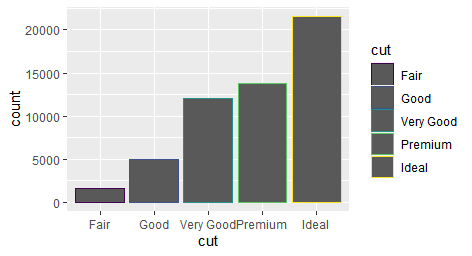 20000
15000
10000
5000
0
count
Fair Good Very Good Premium Ideal
cut
cut
Fair
Good
Very Good
Premium
Ideal